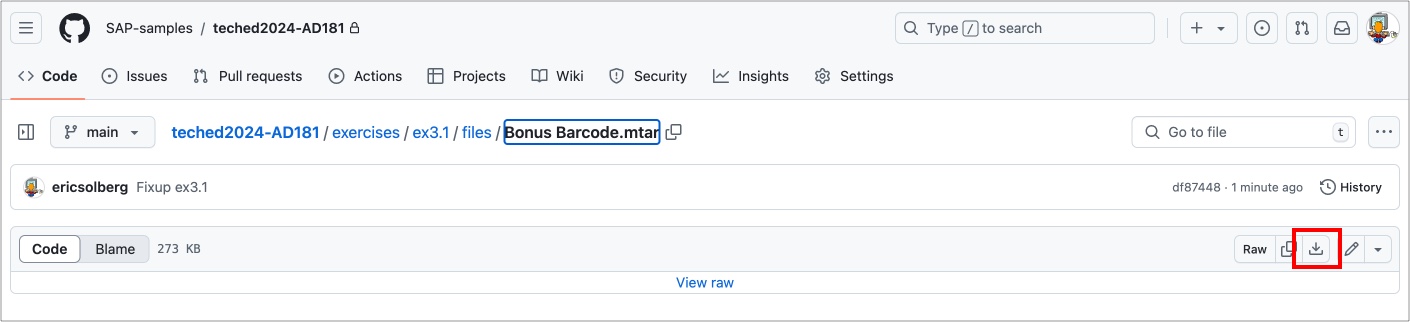 SAP-samples / teched2024-AD181 Type / to search
Code Issues Pull requests Actions Projects Wiki Security Insights Settings
main teched2024-AD181 / exercises / ex3.1 / files / Bonus Barcode.mtar Go to file t
ericsolberg Fixup ex3.1 df87448 · 1 minute ago History
Code Blame 273 KB Raw
View raw